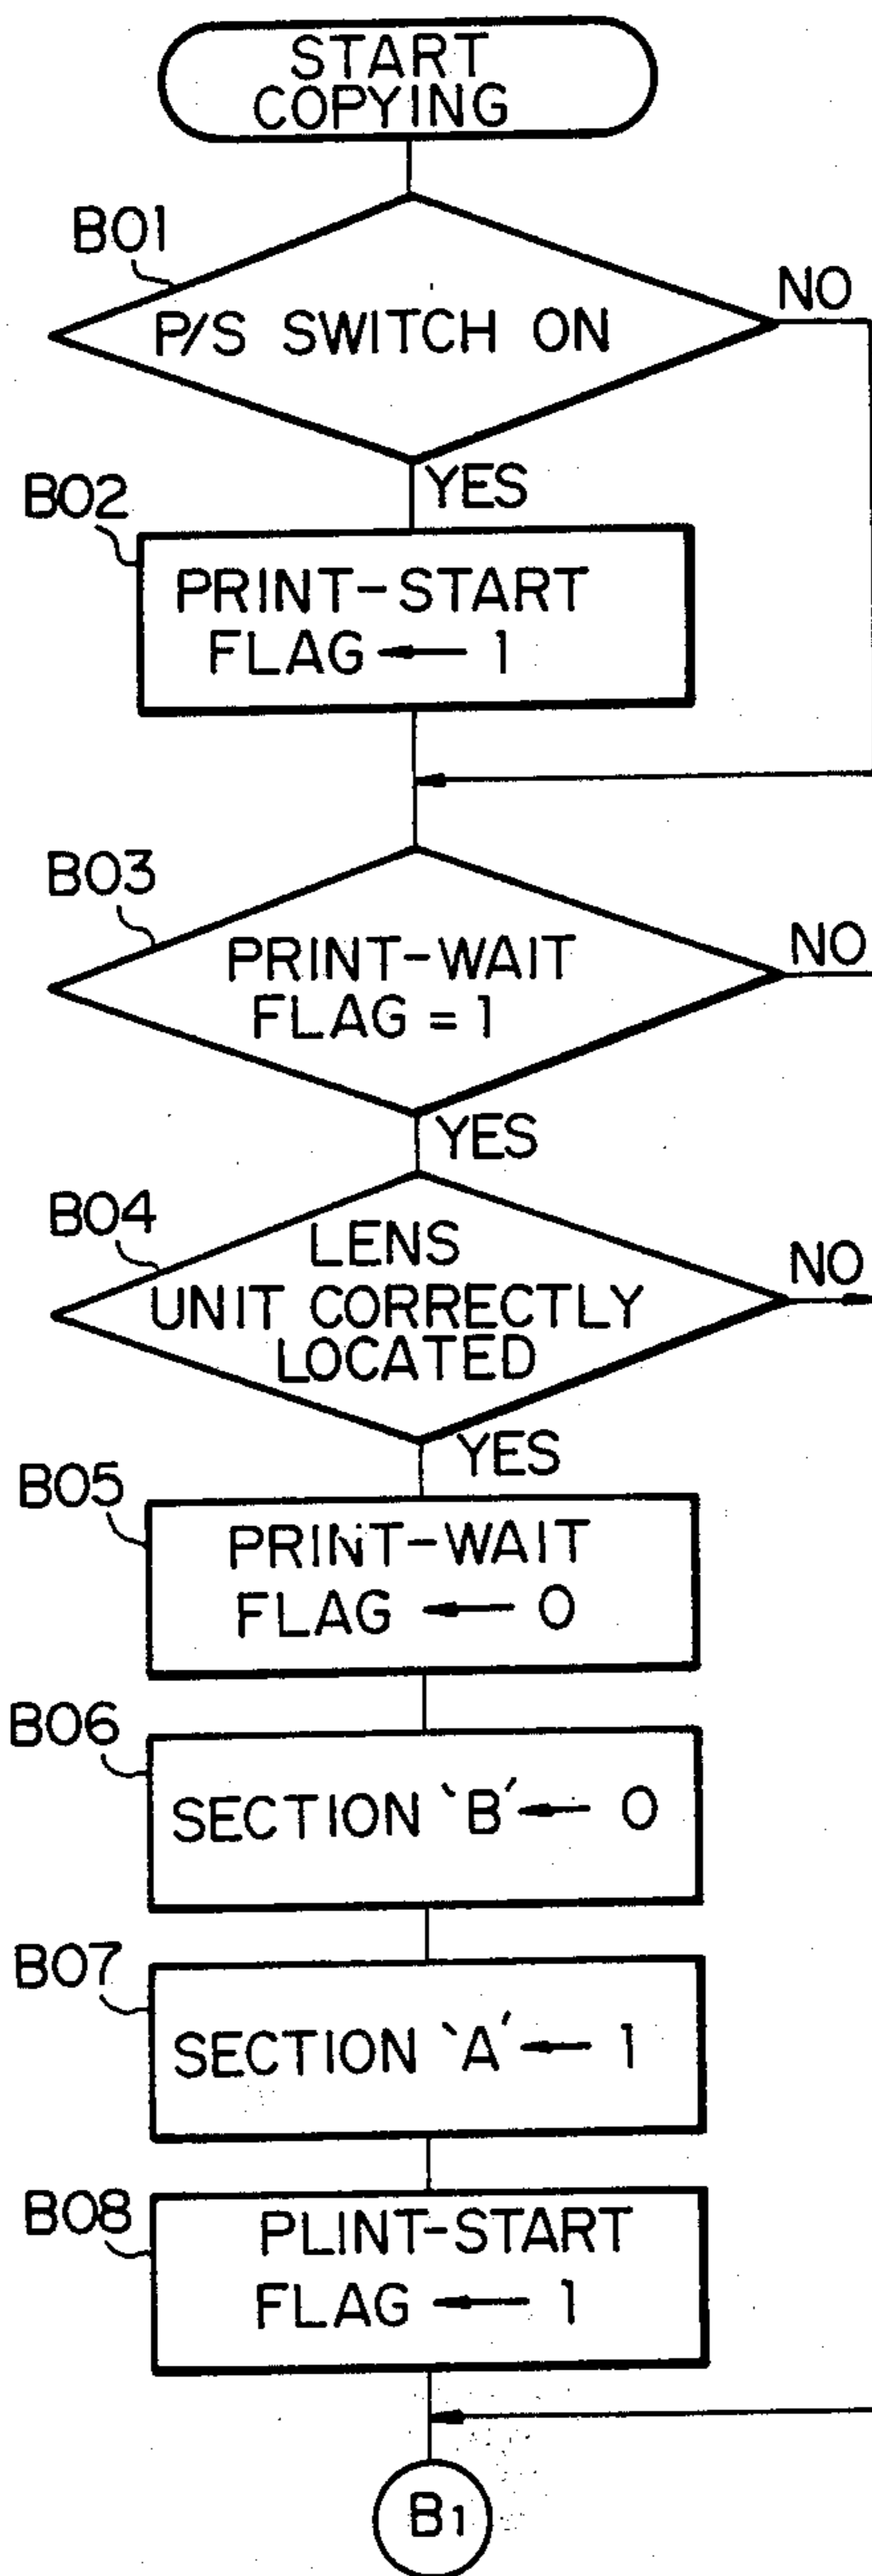 START
COPYING
B01
P/S SWITCH ON
NO
YES
B02
PRINT-START
FLAG ← 1
B03
PRINT-WAIT
FLAG = 1
NO
YES
B04
LENS
UNIT CORRECTLY
LOCATED
NO
YES
B05
PRINT-WAIT
FLAG ← 0
B06
SECTION `B´ ← 0
B07
SECTION `A´ ← 1
B08
PLINT-START
FLAG ← 1
B1